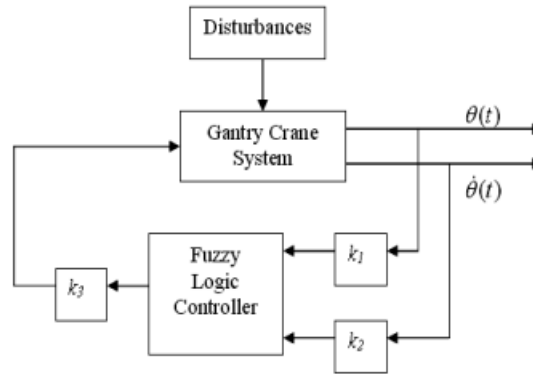 Disturbances
θ(t)
Gantry Crane
System
θ̇(t)
Fuzzy
Logic
Controller
k₁
k₃
k₂